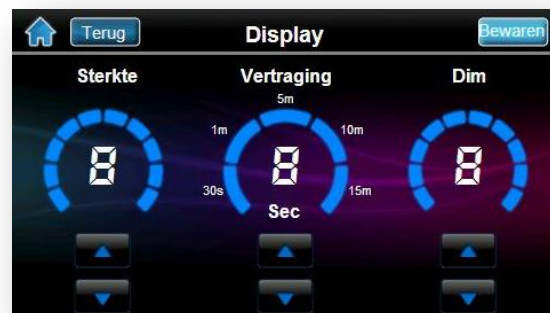 Terug
Display
Bewaren
Sterkte
Vertraging
Dim
5m
1m
10m
30s
15m
8
8
8
Sec